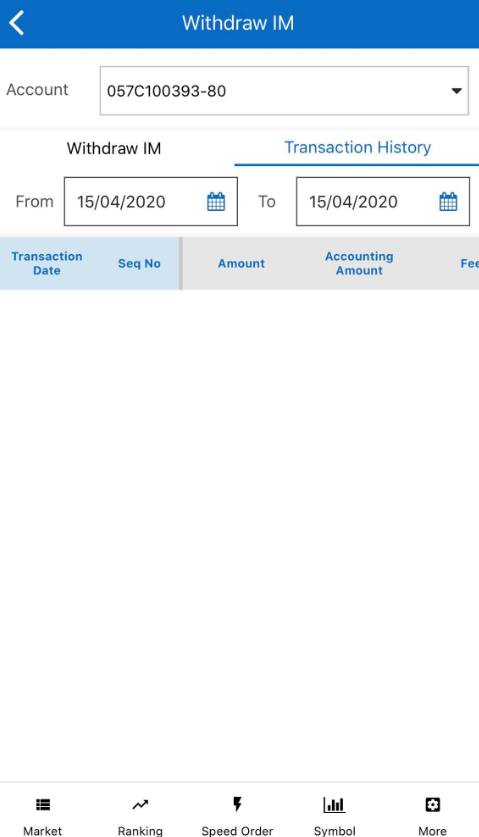 Withdraw IM
Account 057C100393-80
Withdraw IM Transaction History
From 15/04/2020 To 15/04/2020
Transaction Date Seq No Amount Accounting Amount Fee
Market Ranking Speed Order Symbol More